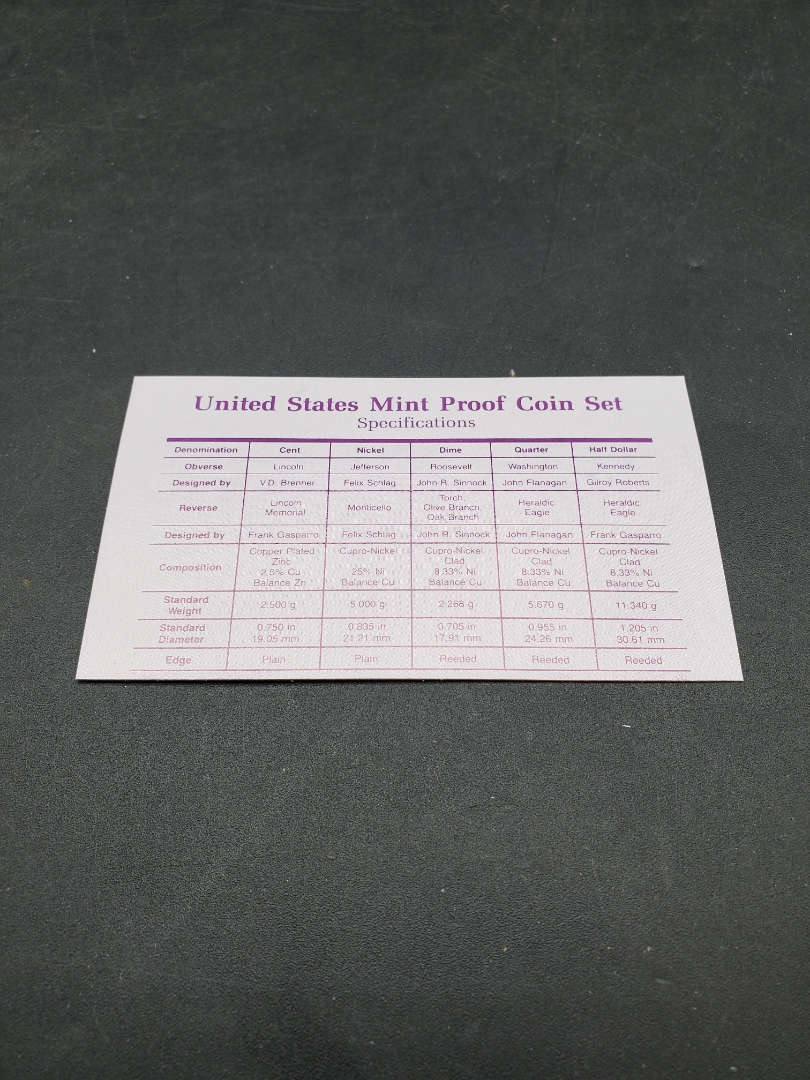 United States Mint Proof Coin Set
Specifications
Denomination Cent Nickel Dime Quarter Half Dollar
Obverse Lincoln Jefferson Roosevelt Washington Kennedy
Designed by V.D. Brenner Felix Schlag John R. Sinnock John Flanagan Gilroy Roberts
Reverse Lincoln Memorial Monticello Torch, Olive Branch, Oak Branch Heraldic Eagle Heraldic Eagle
Designed by Frank Gasparro Felix Schlag John R. Sinnock John Flanagan Frank Gasparro
Composition Copper Plated Zinc 2.5% Cu Balance Zn Cupro-Nickel 25% Ni Balance Cu Cupro-Nickel Clad 8.33% Ni Balance Cu Cupro-Nickel Clad 8.33% Ni Balance Cu Cupro-Nickel Clad 8.33% Ni Balance Cu
Standard Weight 2.500 g 5.000 g 2.268 g 5.670 g 11.340 g
Standard Diameter 0.750 in 19.05 mm 0.835 in 21.21 mm 0.705 in 17.91 mm 0.955 in 24.26 mm 1.205 in 30.61 mm
Edge Plain Plain Reeded Reeded Reeded